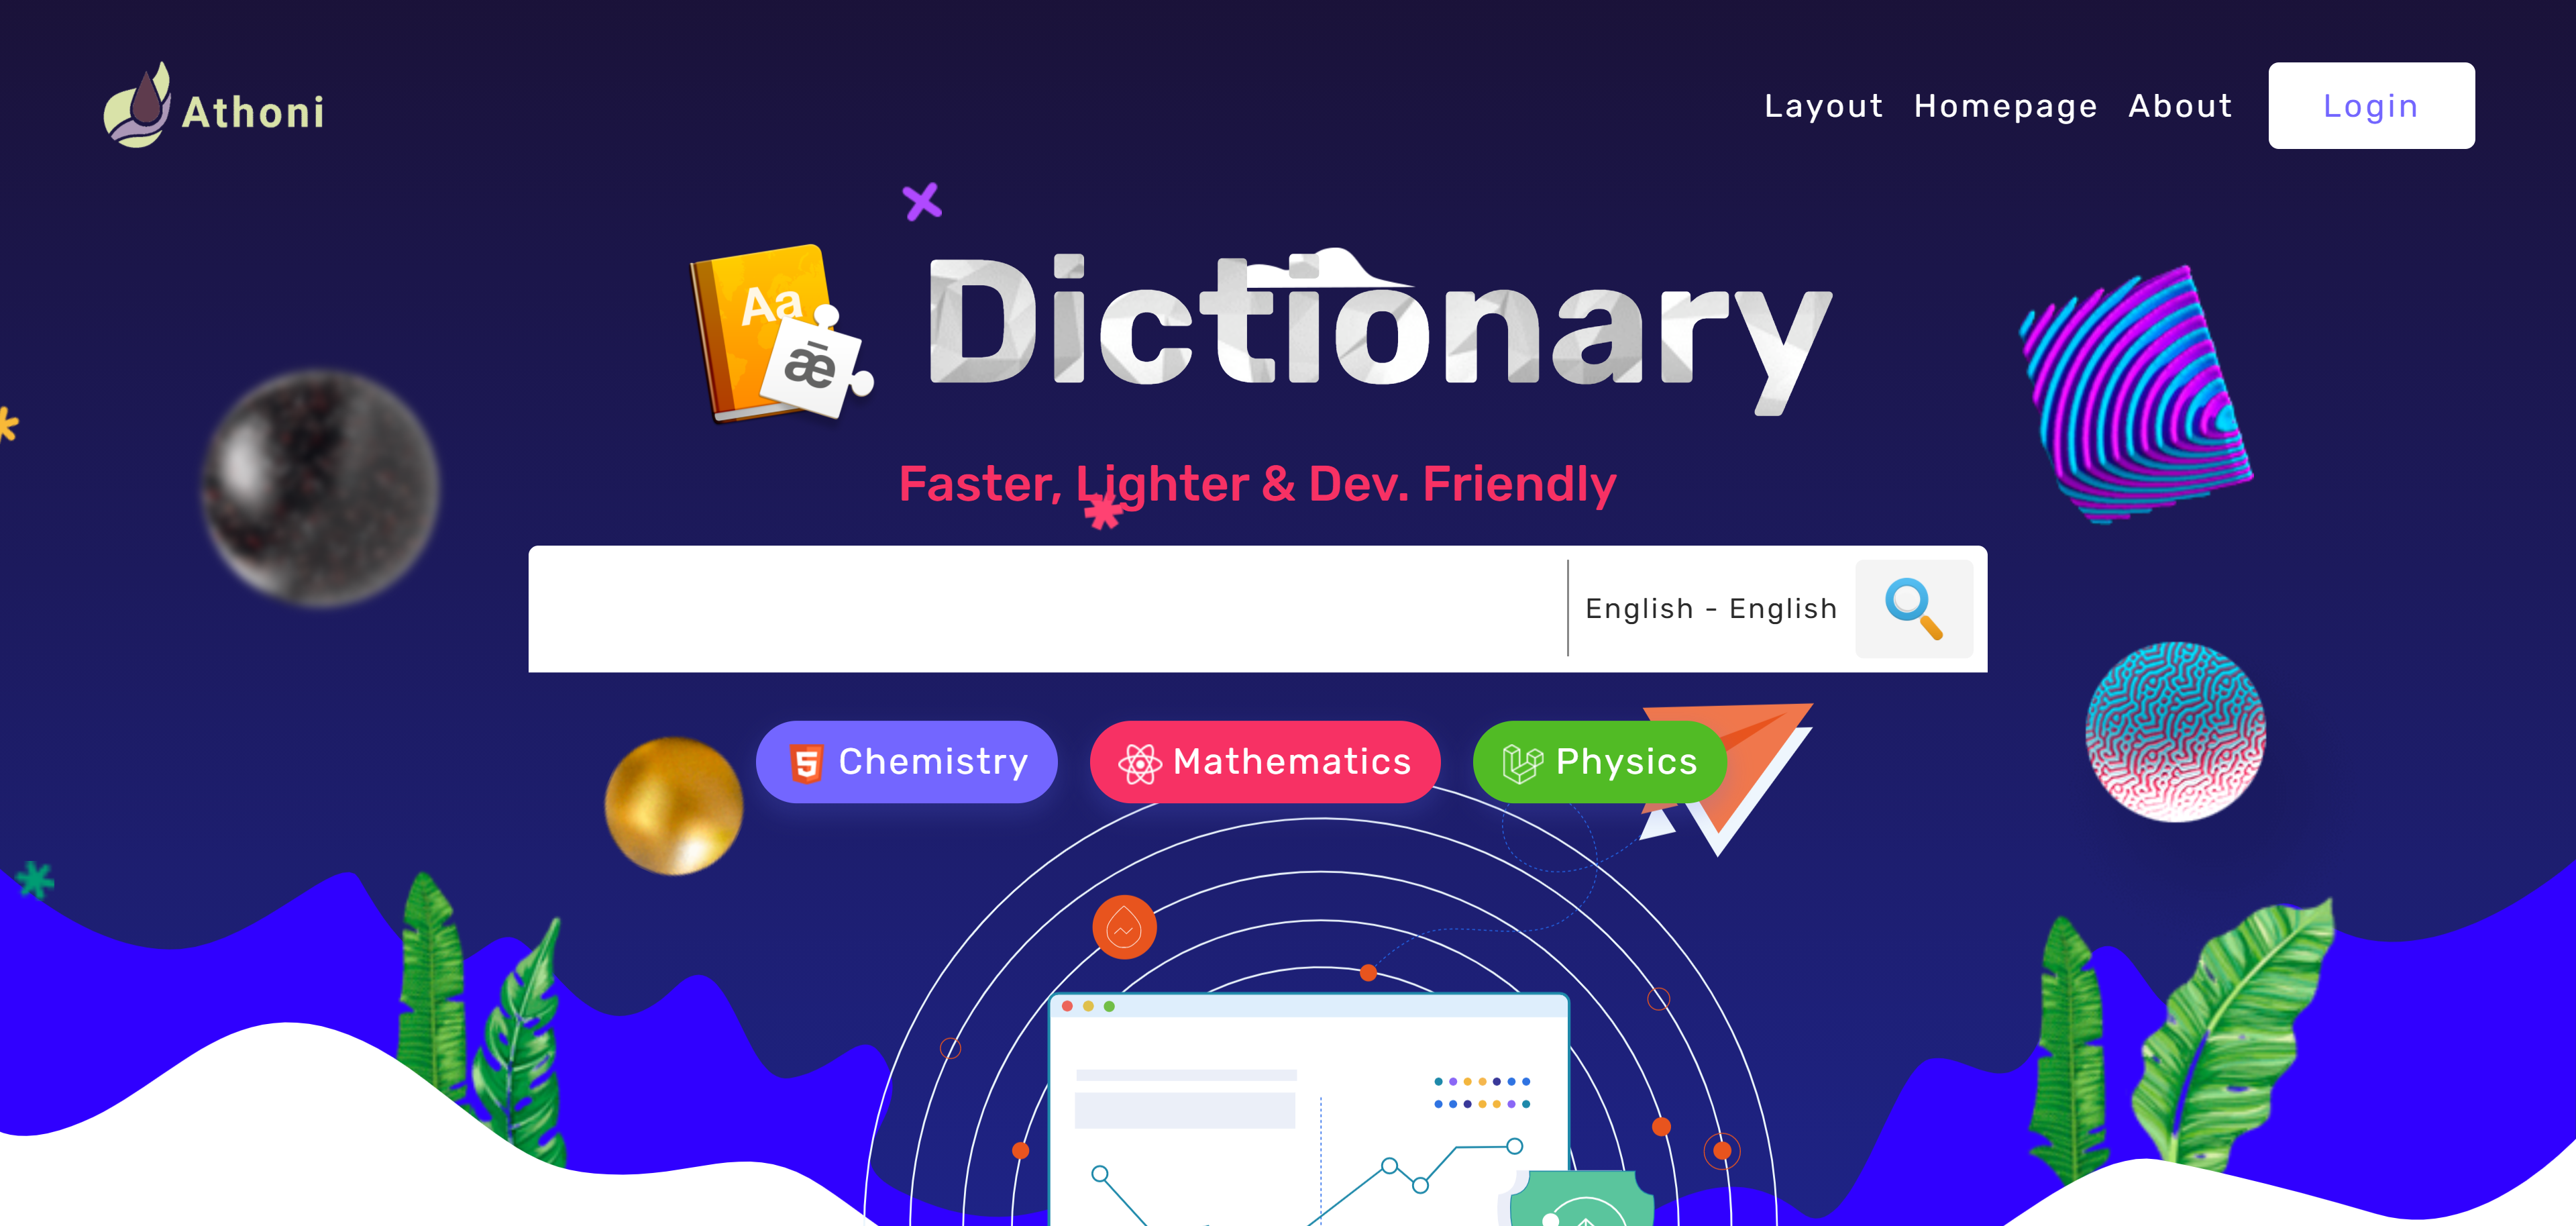 Athoni
Layout Homepage About Login
Aa
ǣ
Dictionary
Faster, Lighter & Dev. Friendly
English - English
5 Chemistry Mathematics Physics